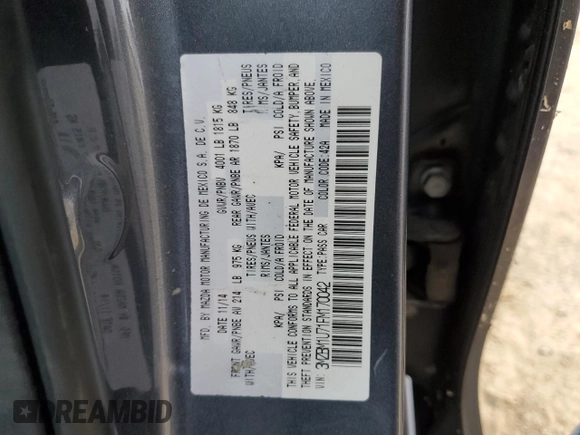 MFD. BY MAZDA MOTOR MANUFACTURING DE MEXICO S.A. DE C.V.
DATE 11/14 GVWR/PNBV 4001 LB 1815 KG
FRONT GAWR/PNBE AV 214 LB 975 KG REAR GAWR/PNBE AR 1870 LB 848 KG
WITH/AVEC TIRES/PNEUS WITH/AVEC TIRES/PNEUS
RIMS/JANTES MS/JANTES
KPA/ PSI COLD/A FROID KPA/ PSI COLD/A FROID
THIS VEHICLE CONFORMS TO ALL APPLICABLE FEDERAL MOTOR VEHICLE SAFETY, BUMPER, AND
THEFT PREVENTION STANDARDS IN EFFECT ON THE DATE OF MANUFACTURE SHOWN ABOVE.
VIN: 3MZBM1U71FM170042 TYPE:PASS CAR COLOR CODE:42A MADE IN MEXICO
AutoBidCar
CLEARESTBID